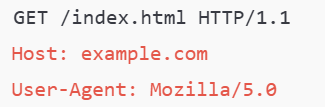 GET /index.html HTTP/1.1
Host: example.com
User-Agent: Mozilla/5.0